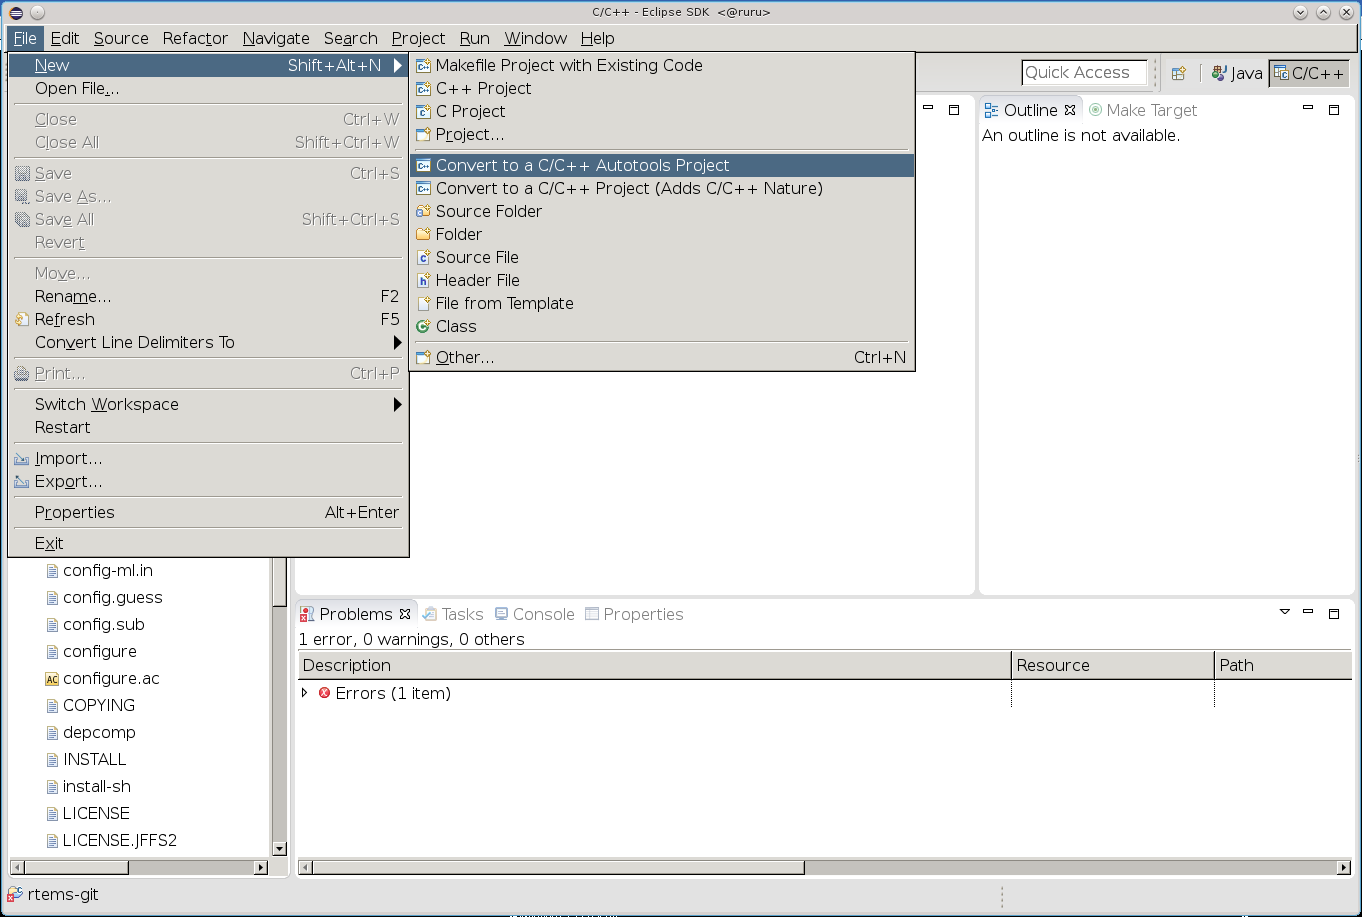 C/C++ - Eclipse SDK <@ruru>
File Edit Source Refactor Navigate Search Project Run Window Help
New Shift+Alt+N
Open File...
Close Ctrl+W
Close All Shift+Ctrl+W
Save Ctrl+S
Save As...
Save All Shift+Ctrl+S
Revert
Move...
Rename... F2
Refresh F5
Convert Line Delimiters To
Print... Ctrl+P
Switch Workspace
Restart
Import...
Export...
Properties Alt+Enter
Exit
Makefile Project with Existing Code
C++ Project
C Project
Project...
Convert to a C/C++ Autotools Project
Convert to a C/C++ Project (Adds C/C++ Nature)
Source Folder
Folder
Source File
Header File
File from Template
Class
Other... Ctrl+N
Quick Access
Java C/C++
Outline Make Target
An outline is not available.
config-ml.in
config.guess
config.sub
configure
configure.ac
COPYING
depcomp
INSTALL
install-sh
LICENSE
LICENSE.JFFS2
Problems Tasks Console Properties
1 error, 0 warnings, 0 others
Description Resource Path
Errors (1 item)
rtems-git